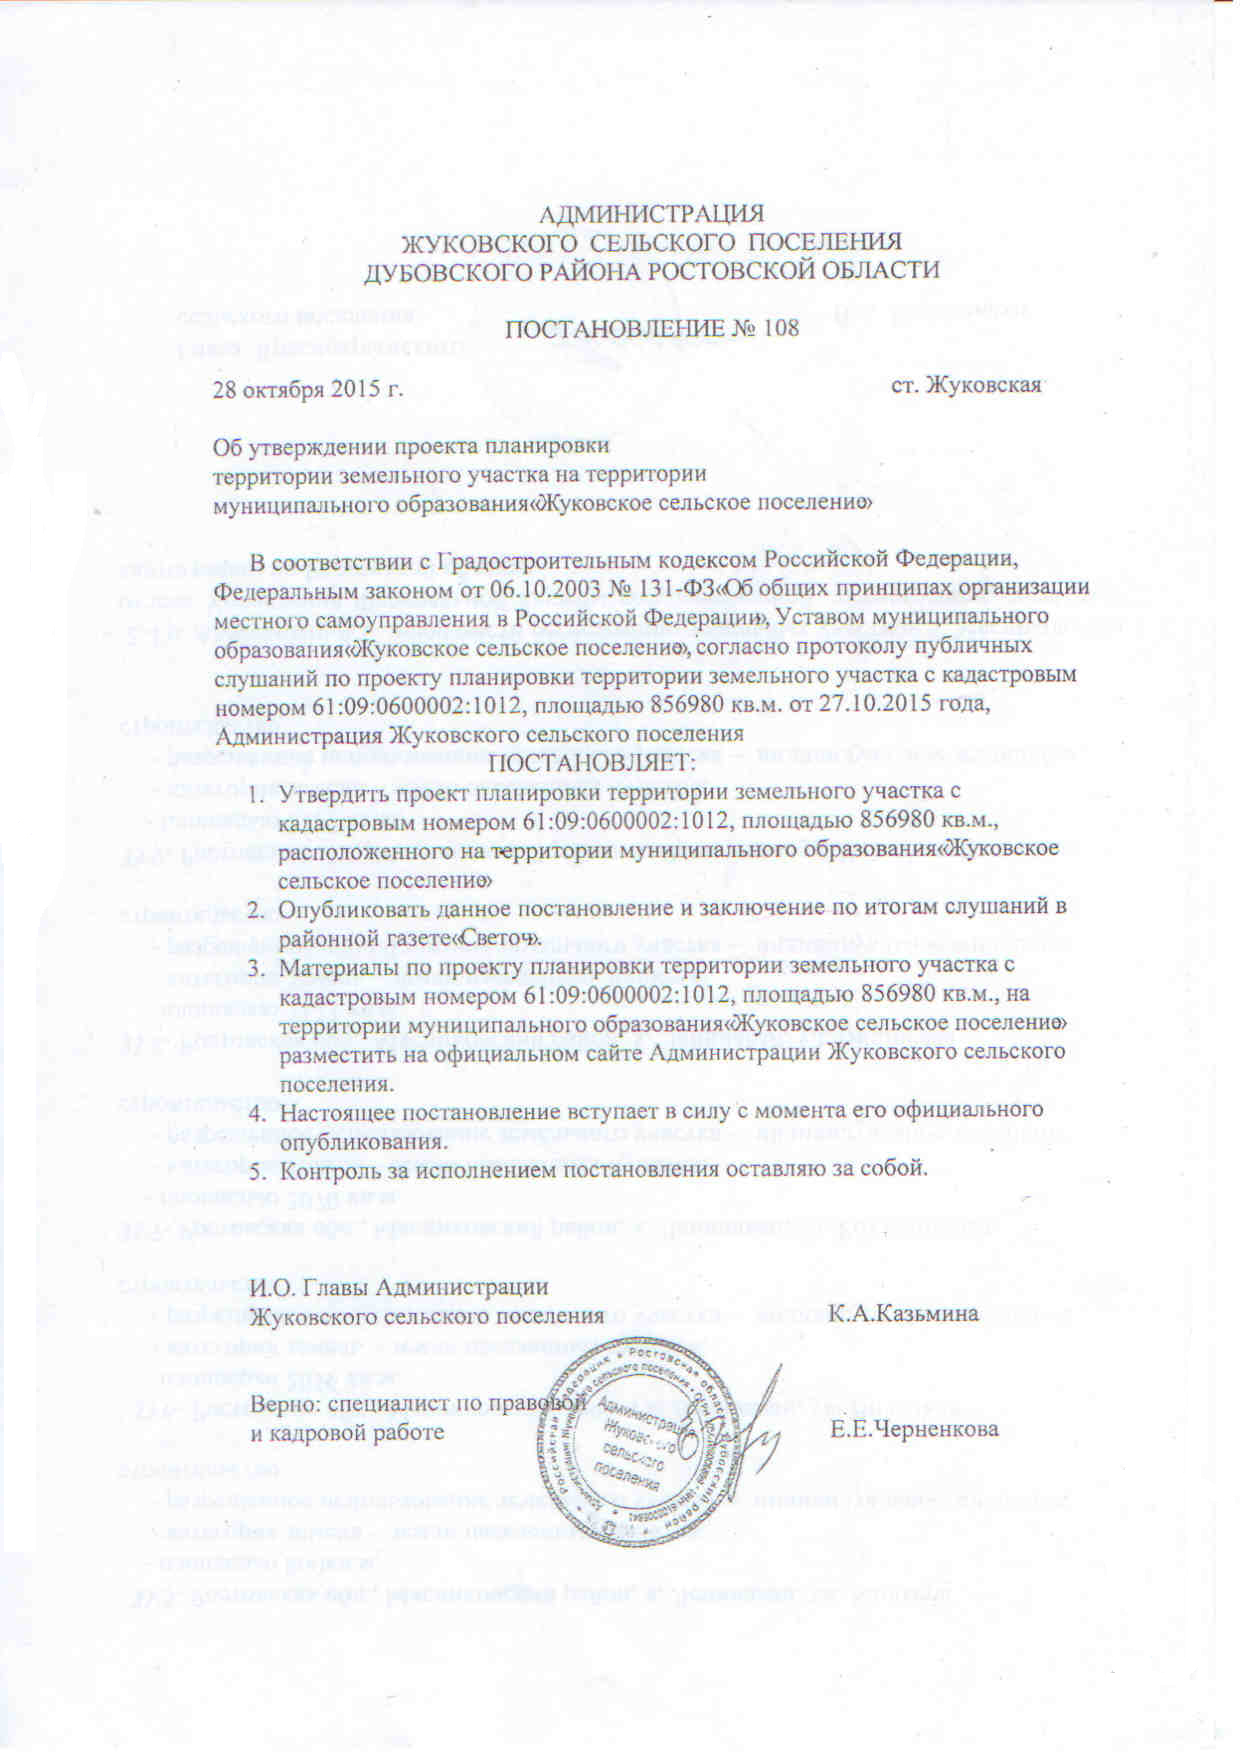 АДМИНИСТРАЦИЯ
ЖУКОВСКОГО СЕЛЬСКОГО ПОСЕЛЕНИЯ
ДУБОВСКОГО РАЙОНА РОСТОВСКОЙ ОБЛАСТИ
ПОСТАНОВЛЕНИЕ № 108
28 октября 2015 г. ст. Жуковская
Об утверждении проекта планировки
территории земельного участка на территории
муниципального образования «Жуковское сельское поселение»
В соответствии с Градостроительным кодексом Российской Федерации,
Федеральным законом от 06.10.2003 № 131-ФЗ «Об общих принципах организации
местного самоуправления в Российской Федерации», Уставом муниципального
образования «Жуковское сельское поселение», согласно протоколу публичных
слушаний по проекту планировки территории земельного участка с кадастровым
номером 61:09:0600002:1012, площадью 856980 кв.м. от 27.10.2015 года,
Администрация Жуковского сельского поселения
ПОСТАНОВЛЯЕТ:
1. Утвердить проект планировки территории земельного участка с
кадастровым номером 61:09:0600002:1012, площадью 856980 кв.м.,
расположенного на территории муниципального образования «Жуковское
сельское поселение»
2. Опубликовать данное постановление и заключение по итогам слушаний в
районной газете «Светоч».
3. Материалы по проекту планировки территории земельного участка с
кадастровым номером 61:09:0600002:1012, площадью 856980 кв.м., на
территории муниципального образования «Жуковское сельское поселение»
разместить на официальном сайте Администрации Жуковского сельского
поселения.
4. Настоящее постановление вступает в силу с момента его официального
опубликования.
5. Контроль за исполнением постановления оставляю за собой.
И.О. Главы Администрации
Жуковского сельского поселения К.А.Казьмина
Верно: специалист по правовой
и кадровой работе Е.Е.Черненкова
Администрация
Жуковского
сельского
поселения